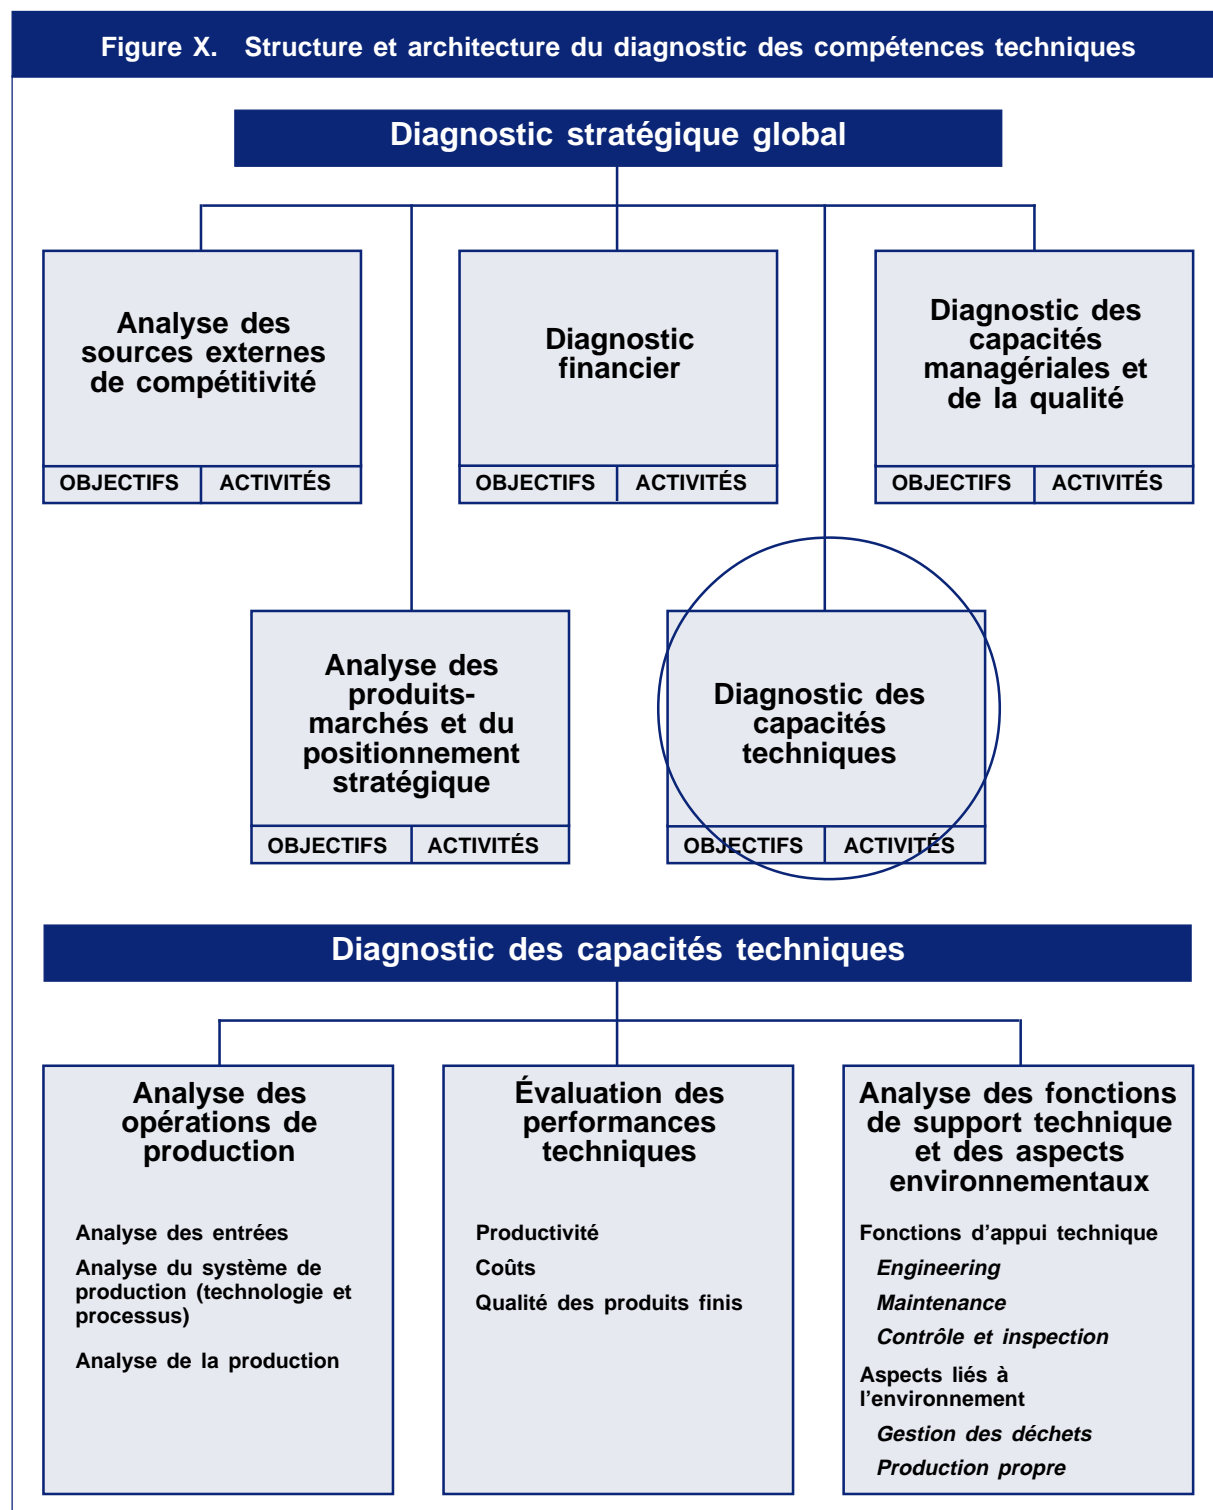 Figure X. Structure et architecture du diagnostic des compétences techniques
Diagnostic stratégique global
Analyse des
sources externes
de compétitivité
OBJECTIFS
ACTIVITÉS
Diagnostic
financier
OBJECTIFS
ACTIVITÉS
Diagnostic des
capacités
managériales et
de la qualité
OBJECTIFS
ACTIVITÉS
Analyse des
produits-
marchés et du
positionnement
stratégique
OBJECTIFS
ACTIVITÉS
Diagnostic des
capacités
techniques
OBJECTIFS
ACTIVITÉS
Diagnostic des capacités techniques
Analyse des
opérations de
production
Analyse des entrées
Analyse du système de
production (technologie et
processus)
Analyse de la production
Évaluation des
performances
techniques
Productivité
Coûts
Qualité des produits finis
Analyse des fonctions
de support technique
et des aspects
environnementaux
Fonctions d'appui technique
Engineering
Maintenance
Contrôle et inspection
Aspects liés à
l’environnement
Gestion des déchets
Production propre